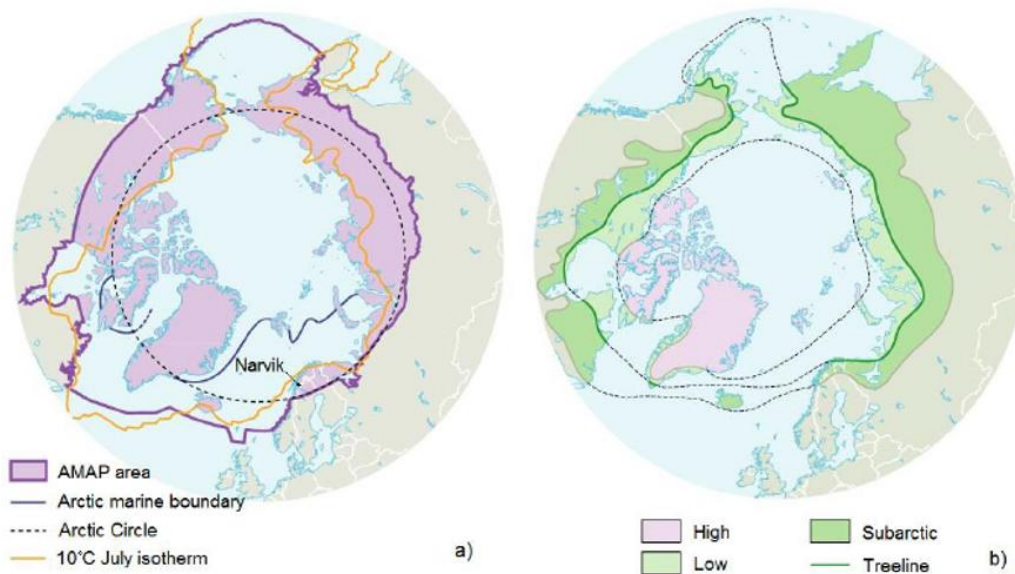 Narvik
AMAP area
Arctic marine boundary
Arctic Circle
10°C July isotherm
a)
High
Low
Subarctic
Treeline
b)